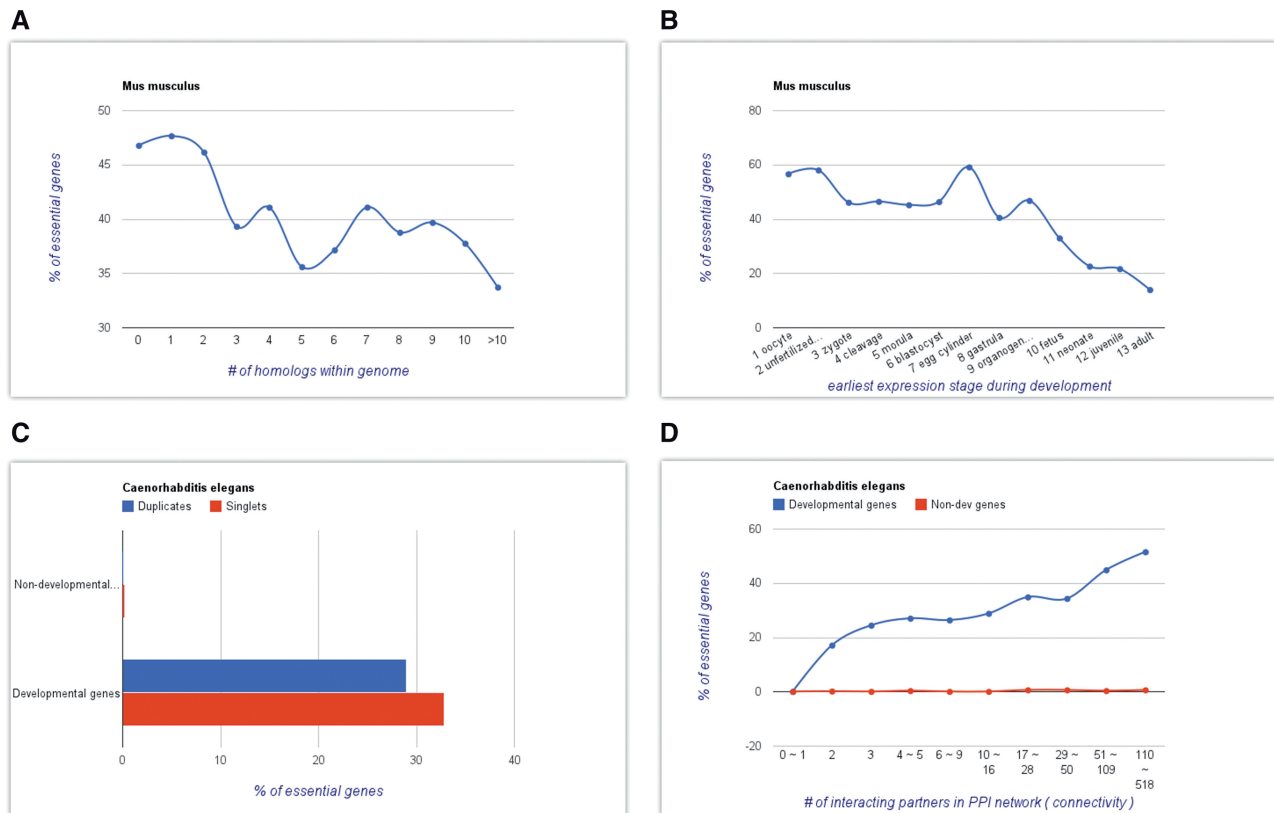 A
Mus musculus
50
45
40
35
30
% of essential genes
0 1 2 3 4 5 6 7 8 9 10 >10
# of homologs within genome
B
Mus musculus
80
60
40
20
0
% of essential genes
1 oocyte
2 unfertilized...
3 zygote
4 cleavage
5 morula
6 blastocyst
7 egg cylinder
8 gastrula
9 organogen...
10 fetus
11 neonate
12 juvenile
13 adult
earliest expression stage during development
C
Caenorhabditis elegans
Duplicates Singlets
Non-developmental...
Developmental genes
0 10 20 30 40
% of essential genes
D
Caenorhabditis elegans
Developmental genes Non-dev genes
60
40
20
0
-20
% of essential genes
0 ~ 1 2 3 4 ~ 5 6 ~ 9 10 ~ 17 ~ 29 ~ 51 ~ 110
16 28 50 109 ~
518
# of interacting partners in PPI network ( connectivity )